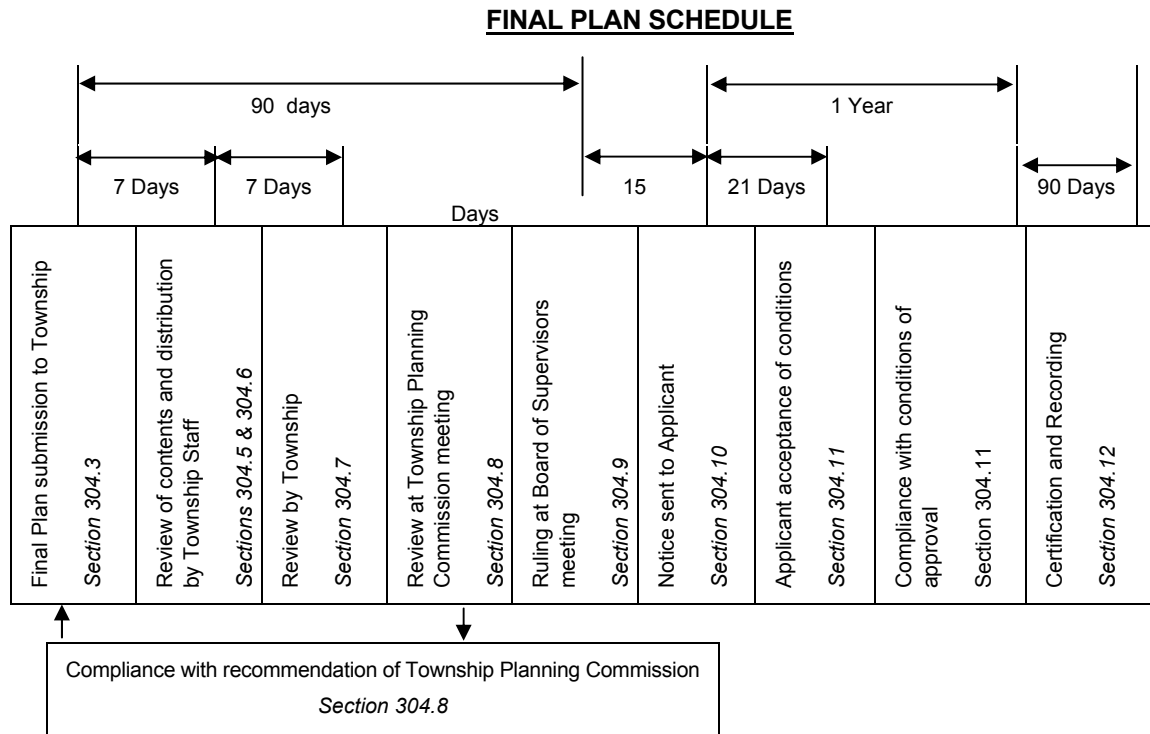 FINAL PLAN SCHEDULE
90 days
1 Year
7 Days
7 Days
15
21 Days
90 Days
Days
Final Plan submission to Township
Section 304.3
Review of contents and distribution
by Township Staff
Sections 304.5 & 304.6
Review by Township
Section 304.7
Review at Township Planning
Commission meeting
Section 304.8
Ruling at Board of Supervisors
meeting
Section 304.9
Notice sent to Applicant
Section 304.10
Applicant acceptance of conditions
Section 304.11
Compliance with conditions of
approval
Section 304.11
Certification and Recording
Section 304.12
Compliance with recommendation of Township Planning Commission
Section 304.8